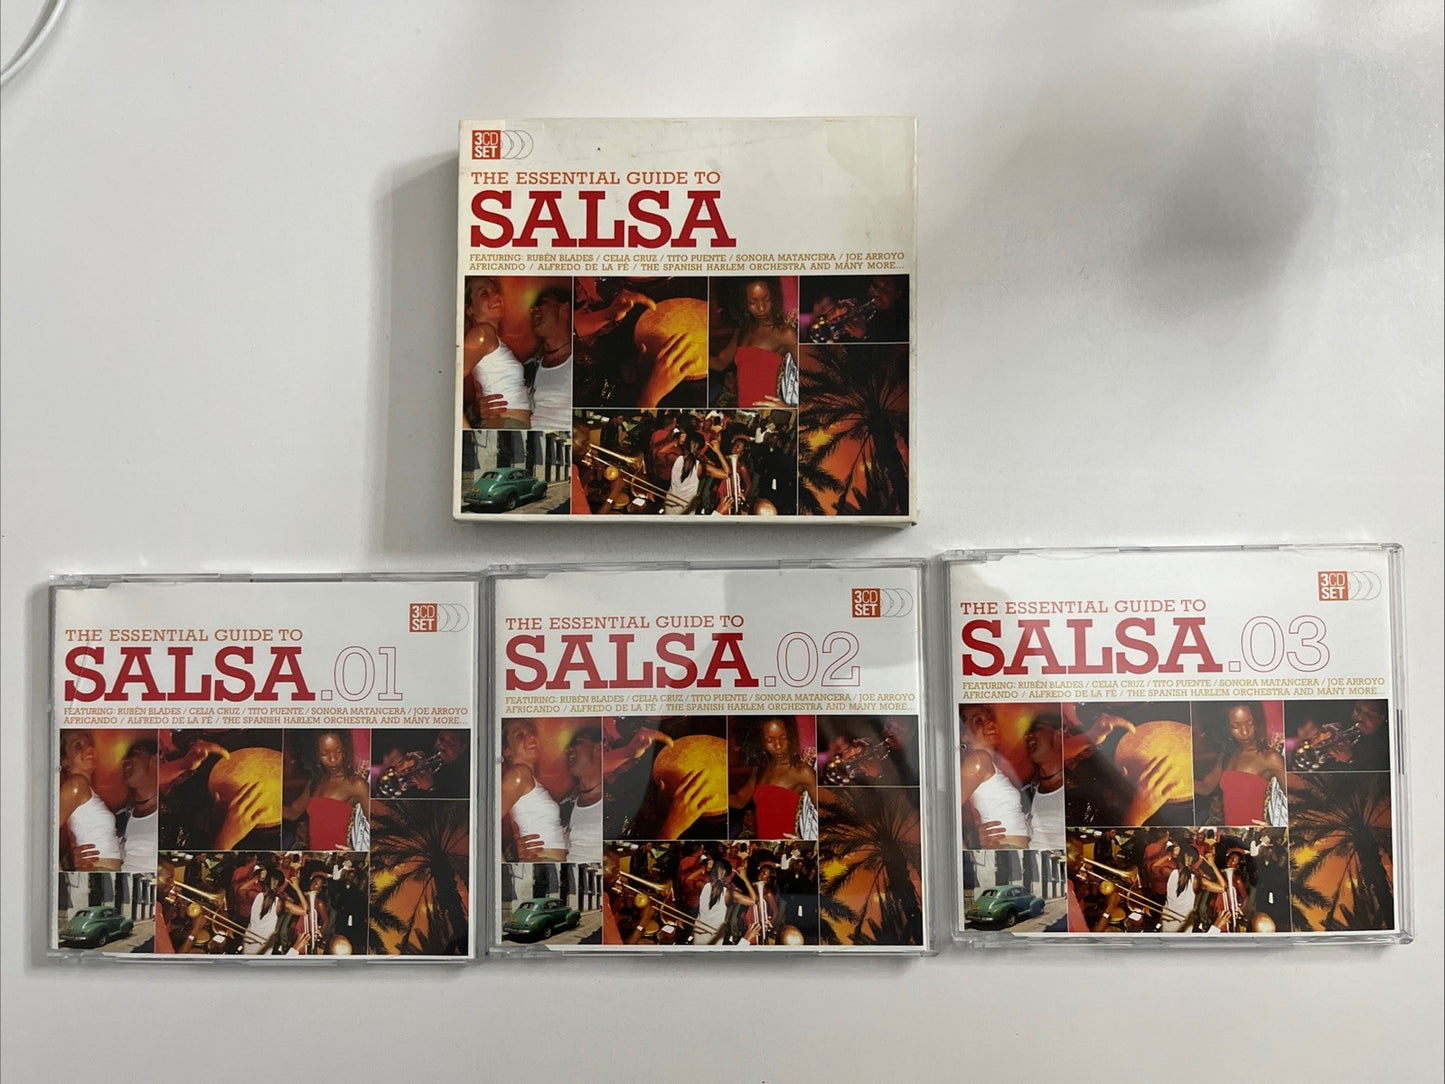 3CD
SET
THE ESSENTIAL GUIDE TO
SALSA
FEATURING: RUBÉN BLADES / CELIA CRUZ / TITO PUENTE / SONORA MATANCERA / JOE ARROYO
AFRICANDO / ALFREDO DE LA FÉ / THE SPANISH HARLEM ORCHESTRA AND MANY MORE...
3CD
SET
THE ESSENTIAL GUIDE TO
SALSA.01
FEATURING: RUBÉN BLADES / CELIA CRUZ / TITO PUENTE / SONORA MATANCERA / JOE ARROYO
AFRICANDO / ALFREDO DE LA FÉ / THE SPANISH HARLEM ORCHESTRA AND MANY MORE...
3CD
SET
THE ESSENTIAL GUIDE TO
SALSA.02
FEATURING: RUBÉN BLADES / CELIA CRUZ / TITO PUENTE / SONORA MATANCERA / JOE ARROYO
AFRICANDO / ALFREDO DE LA FÉ / THE SPANISH HARLEM ORCHESTRA AND MANY MORE...
3CD
SET
THE ESSENTIAL GUIDE TO
SALSA.03
FEATURING: RUBÉN BLADES / CELIA CRUZ / TITO PUENTE / SONORA MATANCERA / JOE ARROYO
AFRICANDO / ALFREDO DE LA FÉ / THE SPANISH HARLEM ORCHESTRA AND MANY MORE...